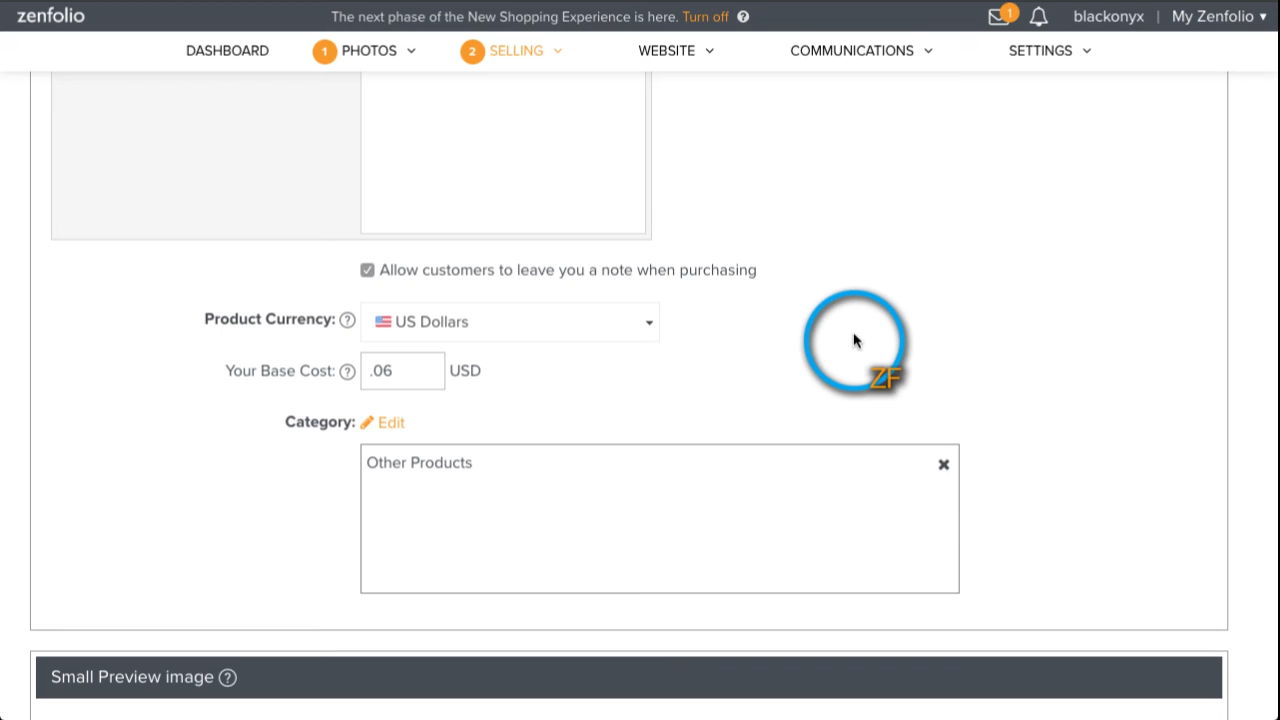 zenfolio
The next phase of the New Shopping Experience is here. Turn off ?
1
blackonyx | My Zenfolio ▾
DASHBOARD
1 PHOTOS
2 SELLING
WEBSITE
COMMUNICATIONS
SETTINGS
Allow customers to leave you a note when purchasing
Product Currency: ? US Dollars
Your Base Cost: ? .06 USD
ZF
Category: Edit
Other Products
Small Preview image ?